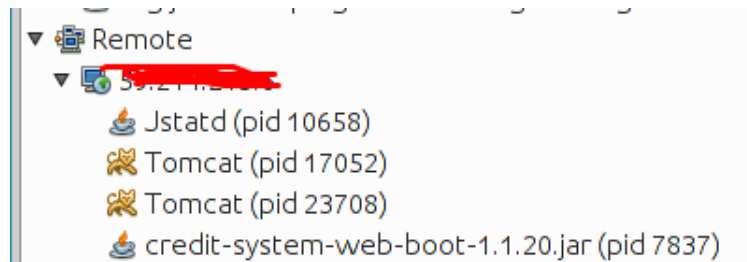 Remote
Jstatd (pid 10658)
Tomcat (pid 17052)
Tomcat (pid 23708)
credit-system-web-boot-1.1.20.jar (pid 7837)